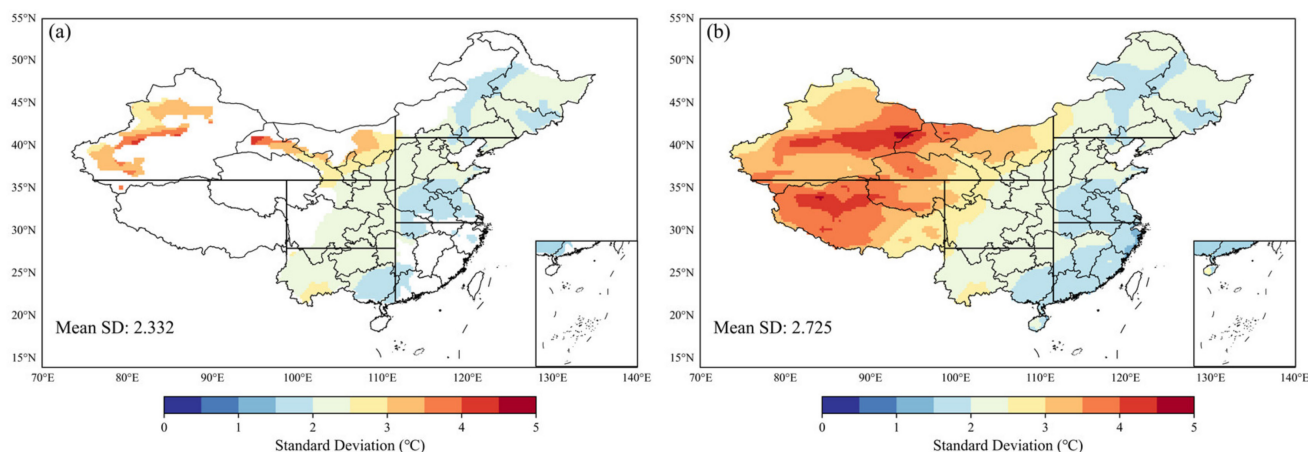 (a)
55°N
50°N
45°N
40°N
35°N
30°N
25°N
20°N
15°N
Mean SD: 2.332
70°E 80°E 90°E 100°E 110°E 120°E 130°E 140°E
0 1 2 3 4 5
Standard Deviation (℃)
(b)
55°N
50°N
45°N
40°N
35°N
30°N
25°N
20°N
15°N
Mean SD: 2.725
70°E 80°E 90°E 100°E 110°E 120°E 130°E 140°E
0 1 2 3 4 5
Standard Deviation (℃)